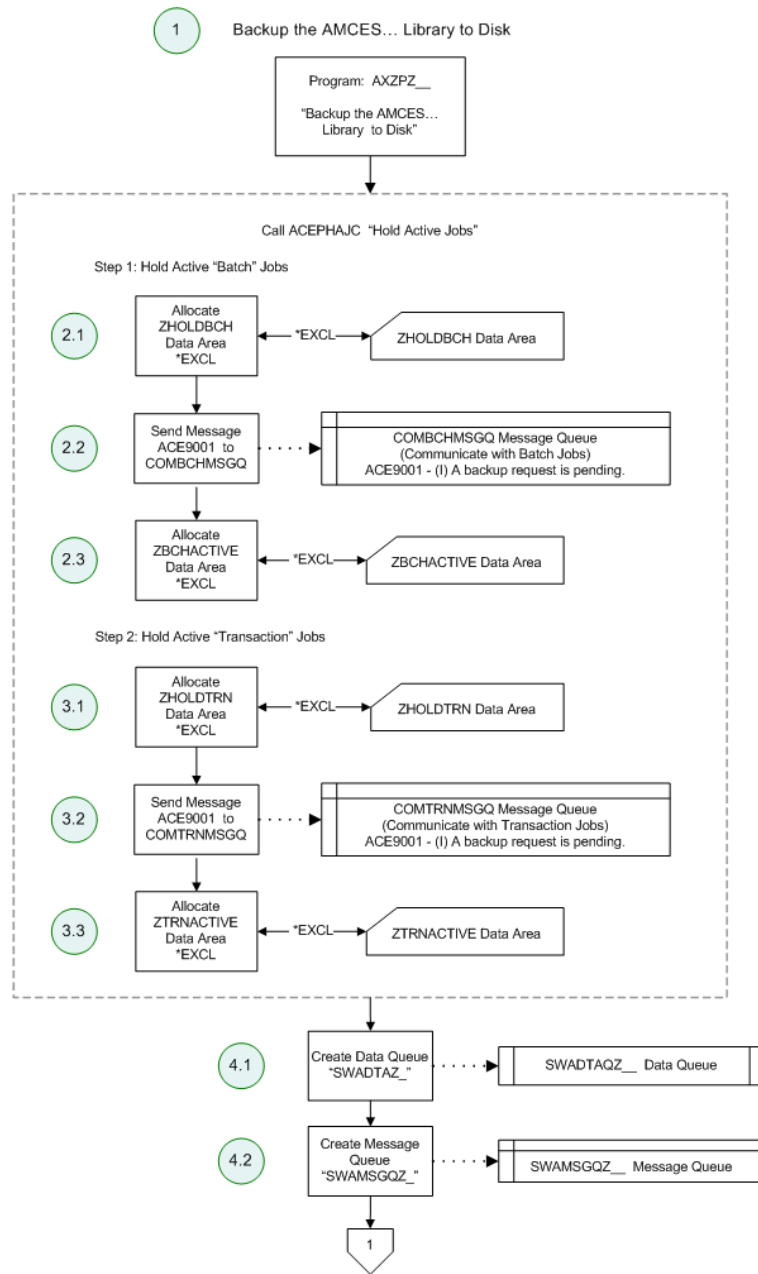 1
Backup the AMCES... Library to Disk
Program: AXZPZ__
"Backup the AMCES...
Library to Disk"
Call ACEPHAJC "Hold Active Jobs"
Step 1: Hold Active "Batch" Jobs
2.1
Allocate
ZHOLDBCH
Data Area
*EXCL
*EXCL
ZHOLDBCH Data Area
2.2
Send Message
ACE9001 to
COMBCHMSGQ
COMBCHMSGQ Message Queue
(Communicate with Batch Jobs)
ACE9001 - (I) A backup request is pending.
2.3
Allocate
ZBCHACTIVE
Data Area
*EXCL
*EXCL
ZBCHACTIVE Data Area
Step 2: Hold Active "Transaction" Jobs
3.1
Allocate
ZHOLDTRN
Data Area
*EXCL
*EXCL
ZHOLDTRN Data Area
3.2
Send Message
ACE9001 to
COMTRNMSGQ
COMTRNMSGQ Message Queue
(Communicate with Transaction Jobs)
ACE9001 - (I) A backup request is pending.
3.3
Allocate
ZTRNACTIVE
Data Area
*EXCL
*EXCL
ZTRNACTIVE Data Area
4.1
Create Data Queue
"SWADTAZ_"
SWADTAQZ__ Data Queue
4.2
Create Message
Queue
"SWAMSGQZ_"
SWAMSGQZ__ Message Queue
1